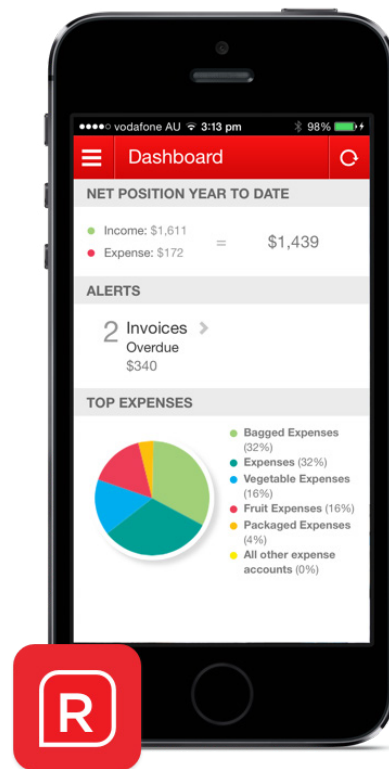 vodafone AU 3:13 pm 98%
Dashboard
NET POSITION YEAR TO DATE
Income: $1,611
= $1,439
Expense: $172
ALERTS
2 Invoices
Overdue
$340
TOP EXPENSES
Bagged Expenses
(32%)
Expenses (32%)
Vegetable Expenses
(16%)
Fruit Expenses (16%)
Packaged Expenses
(4%)
All other expense
accounts (0%)
R